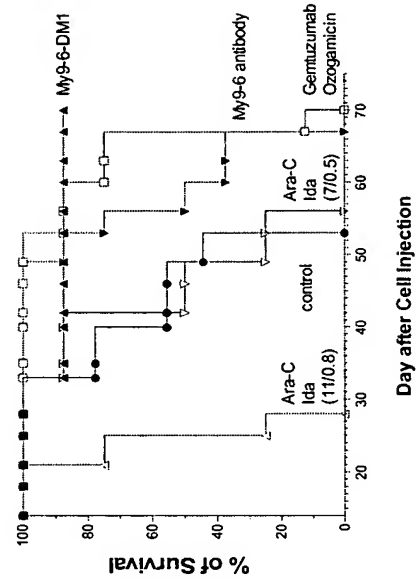 % of Survival
100
80
60
40
20
0
20
30
40
50
60
70
Day after Cell Injection
My9-6-DM1
My9-6 antibody
Gemtuzumab
Ozogamicin
Ara-C
Ida
(7/0.5)
control
Ara-C
Ida
(11/0.8)